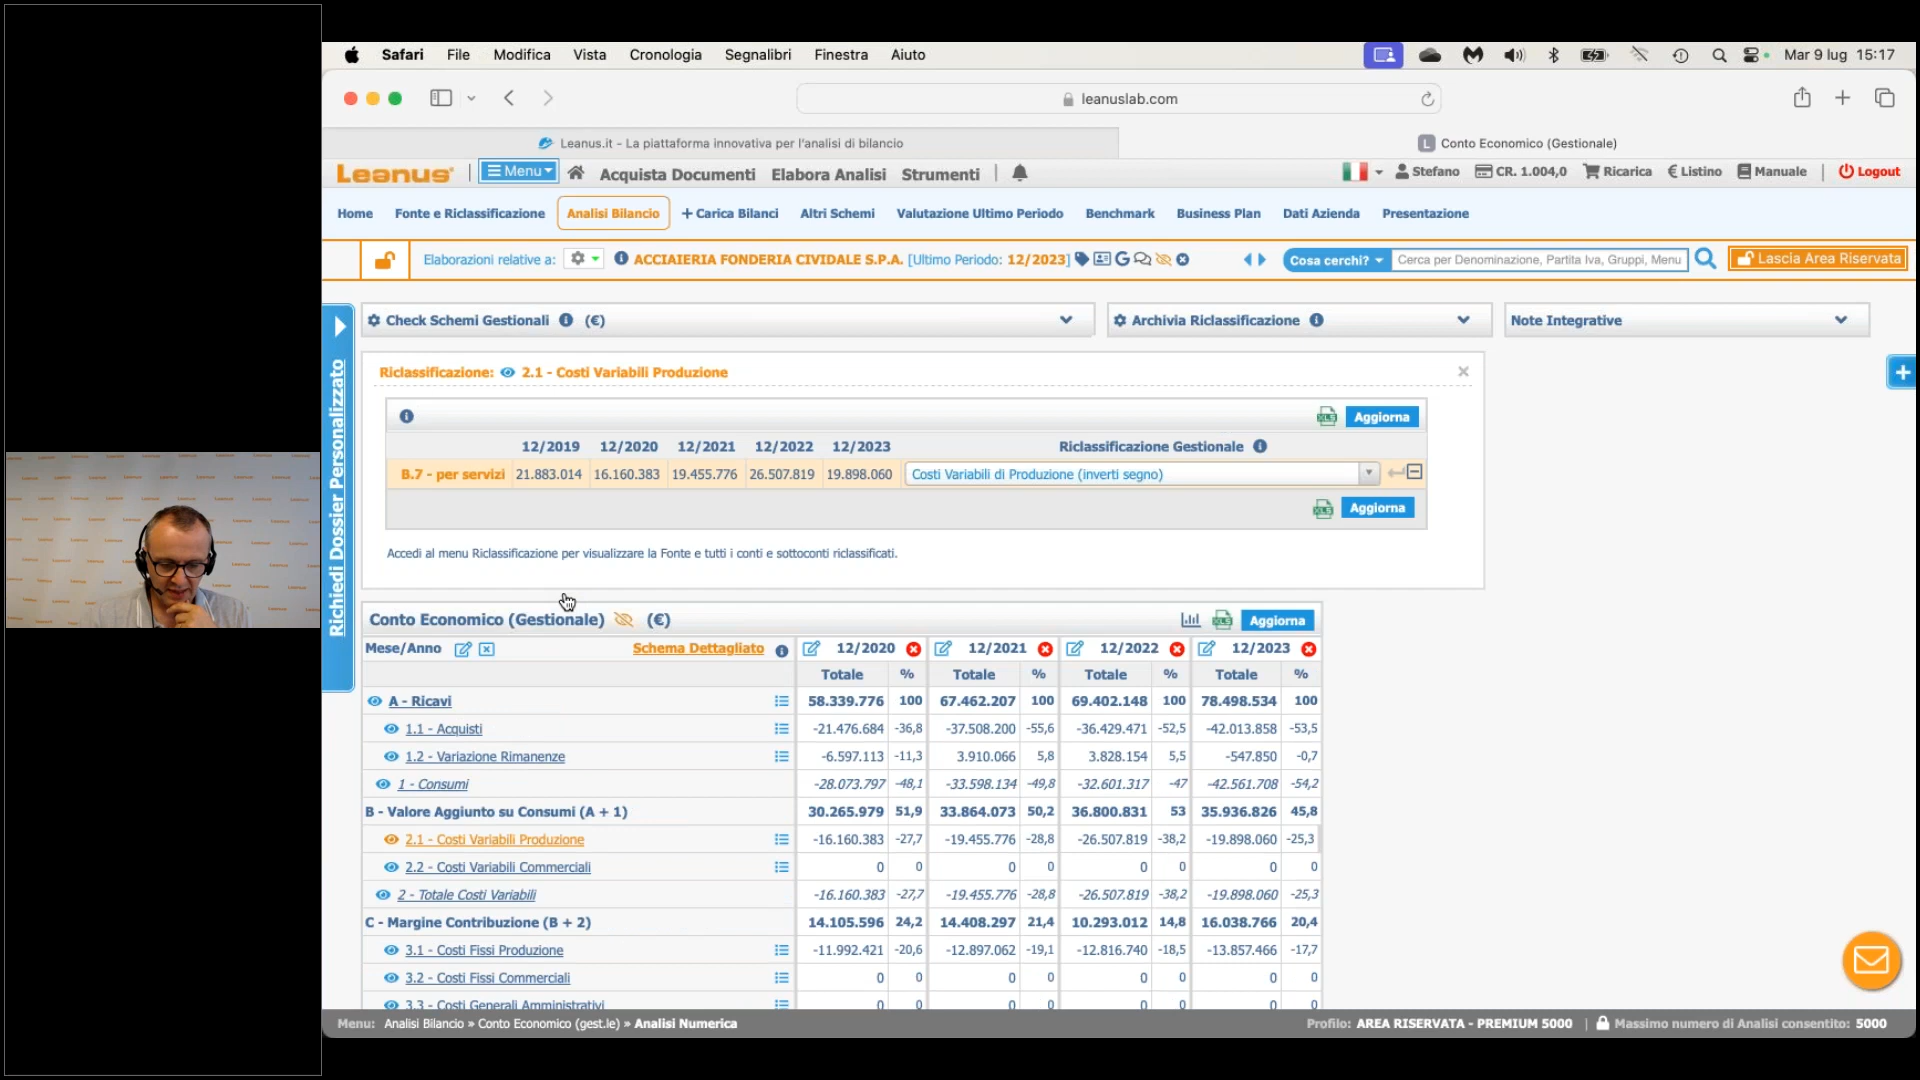 Safari File Modifica Vista Cronologia Segnalibri Finestra Aiuto Mar 9 lug 15:17
leanuslab.com
Leanus.it - La piattaforma innovativa per l'analisi di bilancio L Conto Economico (Gestionale)
Leanus | Menu Acquista Documenti Elabora Analisi Strumenti | Stefano CR. 1.004,0 Ricarica € Listino Manuale | Logout
Home Fonte e Riclassificazione Analisi Bilancio + Carica Bilanci Altri Schemi Valutazione Ultimo Periodo Benchmark Business Plan Dati Azienda Presentazione
Elaborazioni relative a: ACCIAIERIA FONDERIA CIVIDALE S.P.A. [Ultimo Periodo: 12/2023] Cosa cerchi? Cerca per Denominazione, Partita Iva, Gruppi, Menu Lascia Area Riservata
Richiedi Dossier Personalizzato
Check Schemi Gestionali (€) Archivia Riclassificazione Note Integrative
Riclassificazione: 2.1 - Costi Variabili Produzione
XLS Aggiorna
12/2019 12/2020 12/2021 12/2022 12/2023 Riclassificazione Gestionale
B.7 - per servizi 21.883.014 16.160.383 19.455.776 26.507.819 19.898.060 Costi Variabili di Produzione (inverti segno)
XLS Aggiorna
Accedi al menu Riclassificazione per visualizzare la Fonte e tutti i conti e sottoconti riclassificati.
Conto Economico (Gestionale) (€) XLS Aggiorna
Mese/Anno Schema Dettagliato 12/2020 12/2021 12/2022 12/2023
Totale % Totale % Totale % Totale %
A - Ricavi 58.339.776 100 67.462.207 100 69.402.148 100 78.498.534 100
1.1 - Acquisti -21.476.684 -36,8 -37.508.200 -55,6 -36.429.471 -52,5 -42.013.858 -53,5
1.2 - Variazione Rimanenze -6.597.113 -11,3 3.910.066 5,8 3.828.154 5,5 -547.850 -0,7
1 - Consumi -28.073.797 -48,1 -33.598.134 -49,8 -32.601.317 -47 -42.561.708 -54,2
B - Valore Aggiunto su Consumi (A + 1) 30.265.979 51,9 33.864.073 50,2 36.800.831 53 35.936.826 45,8
2.1 - Costi Variabili Produzione -16.160.383 -27,7 -19.455.776 -28,8 -26.507.819 -38,2 -19.898.060 -25,3
2.2 - Costi Variabili Commerciali 0 0 0 0 0 0 0 0
2 - Totale Costi Variabili -16.160.383 -27,7 -19.455.776 -28,8 -26.507.819 -38,2 -19.898.060 -25,3
C - Margine Contribuzione (B + 2) 14.105.596 24,2 14.408.297 21,4 10.293.012 14,8 16.038.766 20,4
3.1 - Costi Fissi Produzione -11.992.421 -20,6 -12.897.062 -19,1 -12.816.740 -18,5 -13.857.466 -17,7
3.2 - Costi Fissi Commerciali 0 0 0 0 0 0 0 0
3.3 - Costi Generali Amministrativi 0 0 0 0 0 0 0 0
Menu: Analisi Bilancio » Conto Economico (gest.le) » Analisi Numerica Profilo: AREA RISERVATA - PREMIUM 5000 | Massimo numero di Analisi consentito: 5000